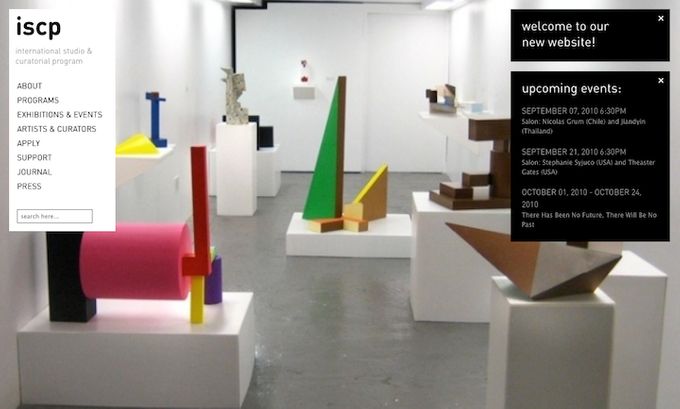 iscp
international studio &
curatorial program
ABOUT
PROGRAMS
EXHIBITIONS & EVENTS
ARTISTS & CURATORS
APPLY
SUPPORT
JOURNAL
PRESS
search here...
welcome to our
new website!
upcoming events:
SEPTEMBER 07, 2010 6:30PM
Salon: Nicolas Grum (Chile) and Jiandyin
(Thailand)
SEPTEMBER 21, 2010 6:30PM
Salon: Stephanie Syjuco (USA) and Theaster
Gates (USA)
OCTOBER 01, 2010 - OCTOBER 24,
2010
There Has Been No Future, There Will Be No
Past